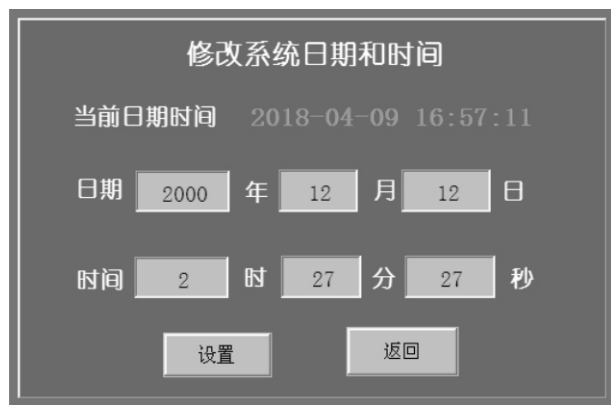 修改系统日期和时间
当前日期时间 2018-04-09 16:57:11
日期 2000 年 12 月 12 日
时间 2 时 27 分 27 秒
设置 返回